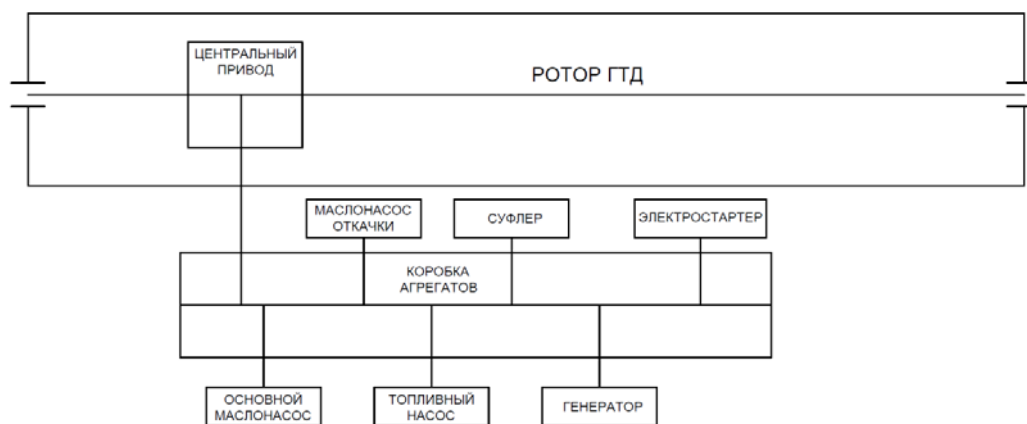 ЦЕНТРАЛЬНЫЙ
ПРИВОД
РОТОР ГТД
МАСЛОНАСОС
ОТКАЧКИ
СУФЛЕР
ЭЛЕКТРОСТАРТЕР
КОРОБКА
АГРЕГАТОВ
ОСНОВНОЙ
МАСЛОНАСОС
ТОПЛИВНЫЙ
НАСОС
ГЕНЕРАТОР